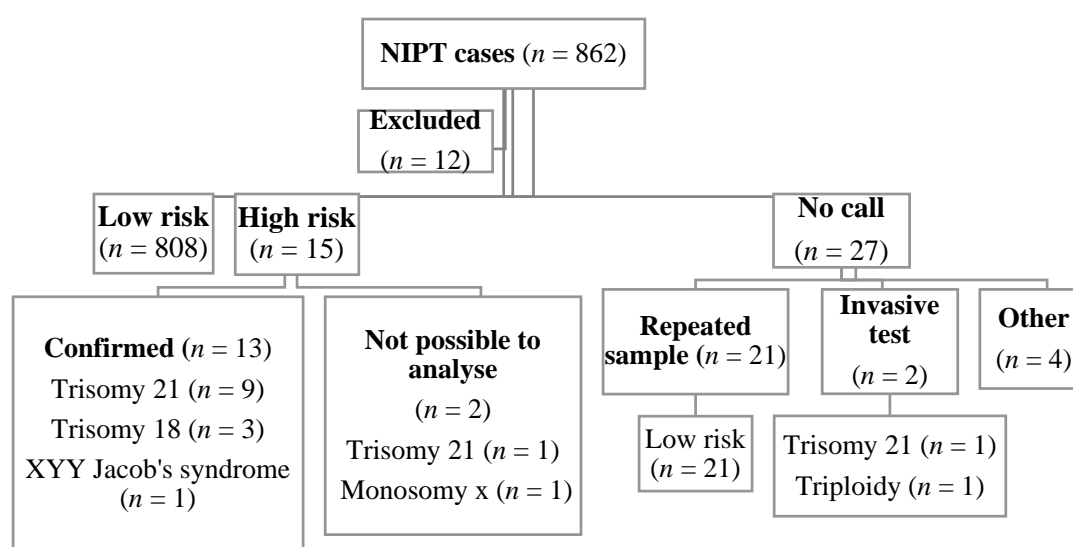 NIPT cases (n = 862)
Excluded
(n = 12)
Low risk
(n = 808)
High risk
(n = 15)
No call
(n = 27)
Confirmed (n = 13)
Trisomy 21 (n = 9)
Trisomy 18 (n = 3)
XYY Jacob's syndrome
(n = 1)
Not possible to
analyse
(n = 2)
Trisomy 21 (n = 1)
Monosomy x (n = 1)
Repeated
sample (n = 21)
Low risk
(n = 21)
Invasive
test
(n = 2)
Trisomy 21 (n = 1)
Triploidy (n = 1)
Other
(n = 4)